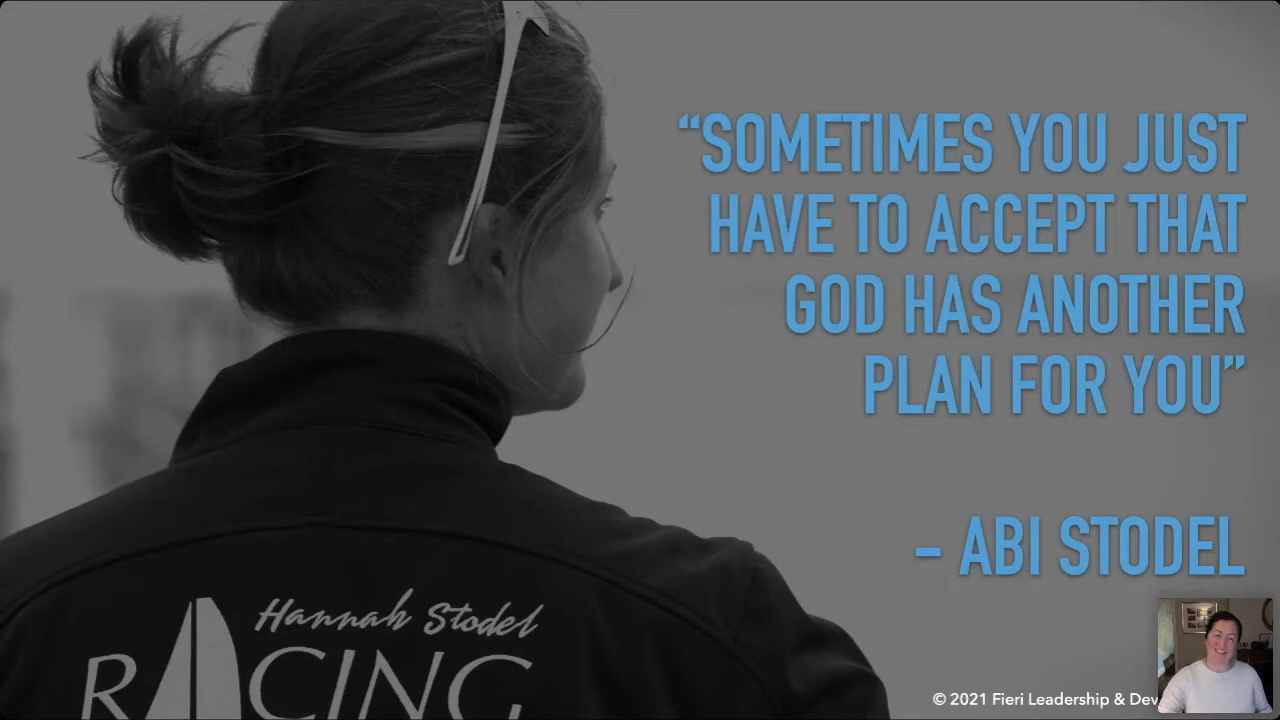 “SOMETIMES YOU JUST
HAVE TO ACCEPT THAT
GOD HAS ANOTHER
PLAN FOR YOU”
- ABI STODEL
Hannah Stodel
RACING
© 2021 Fieri Leadership &